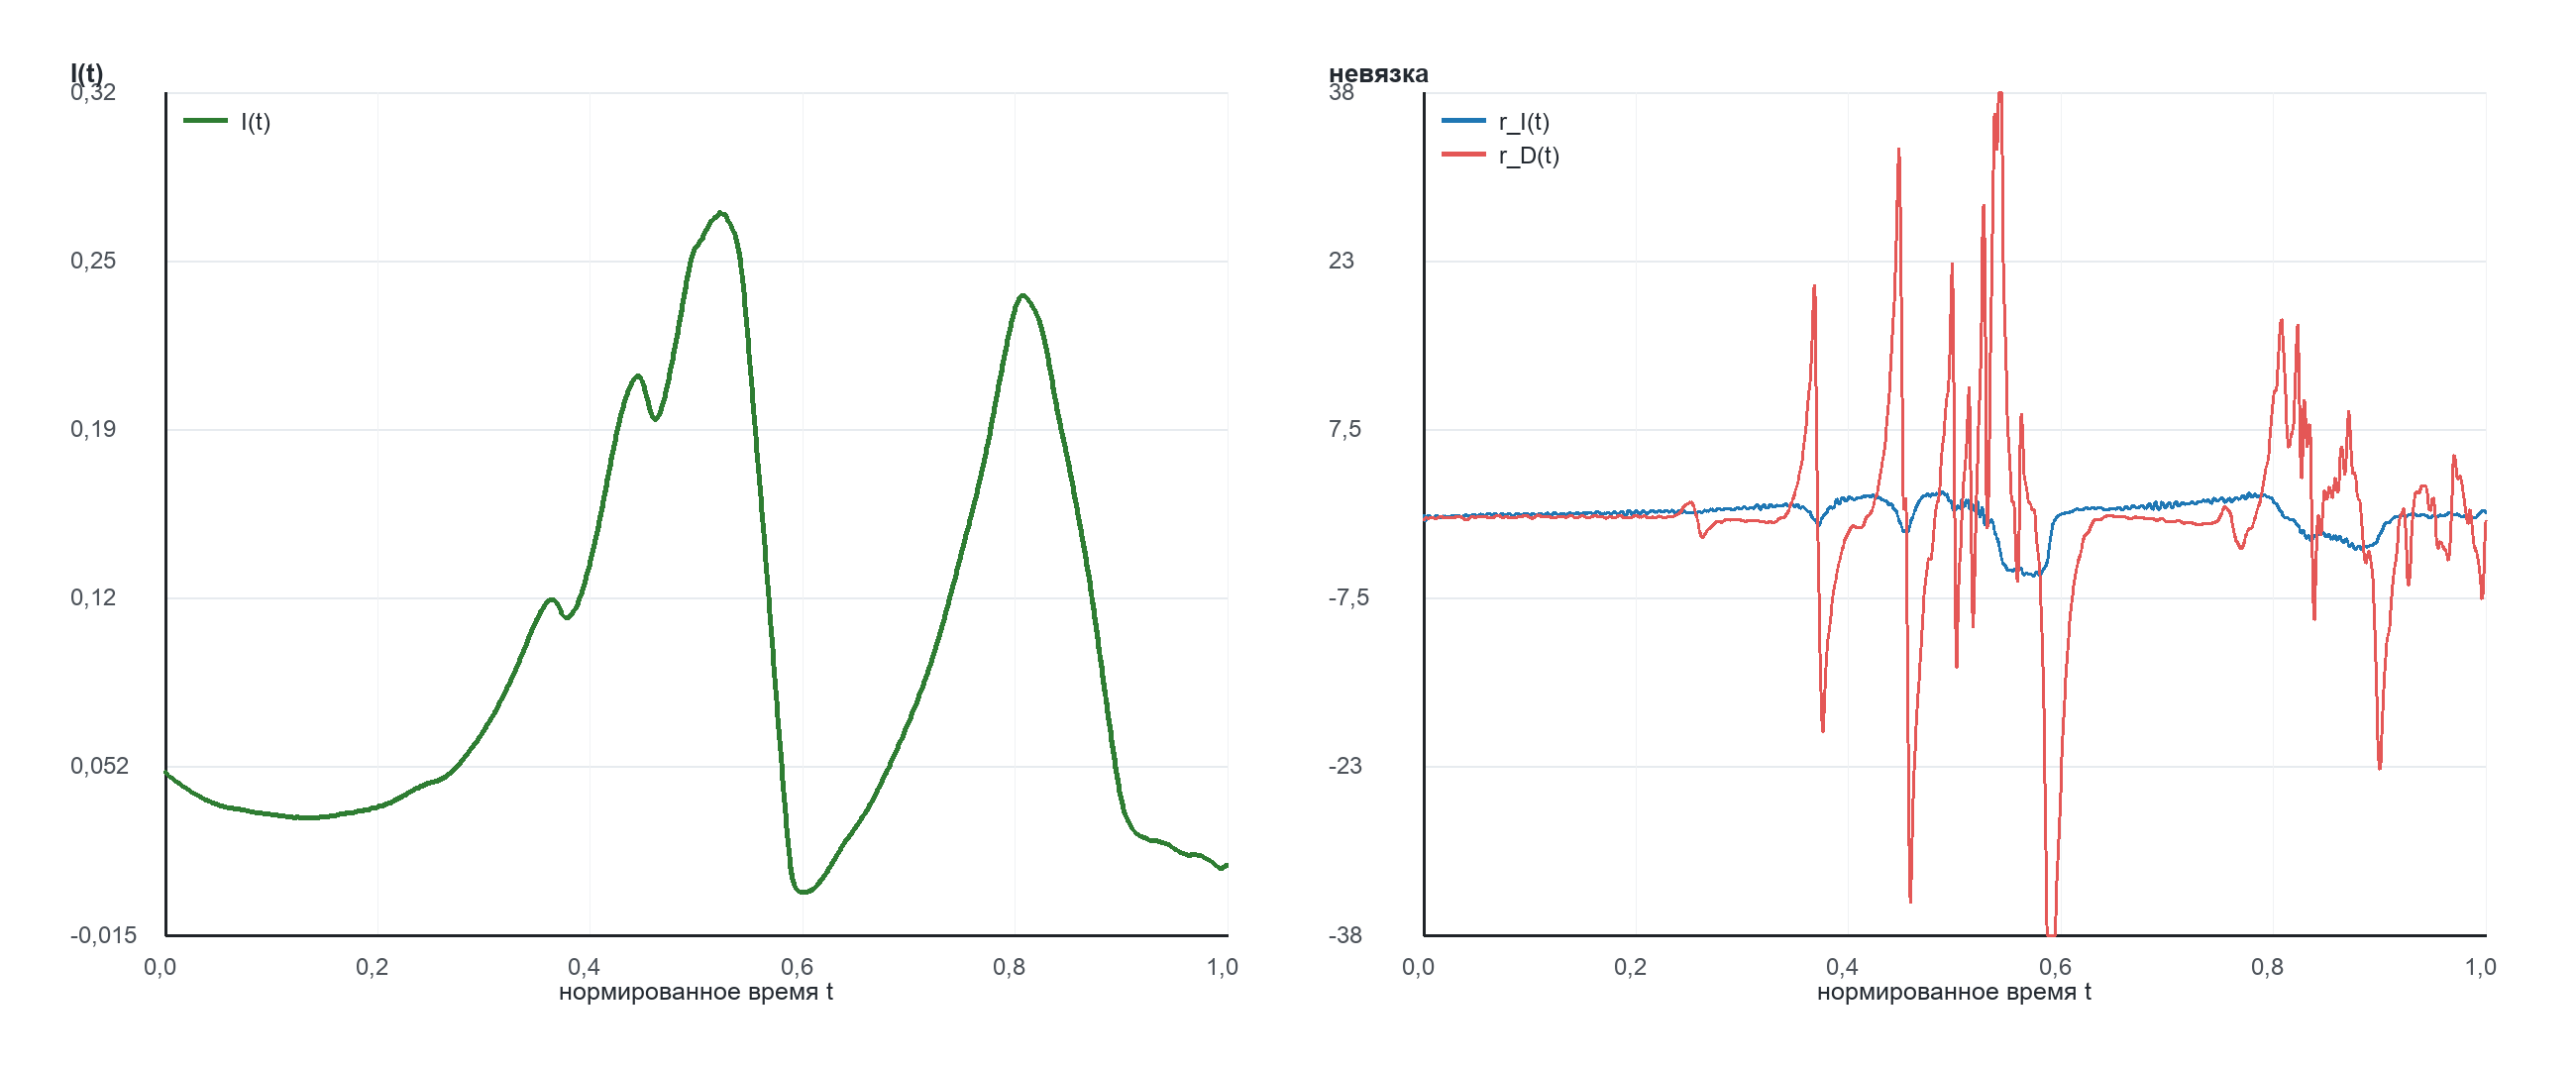 I(t)
0,32
I(t)
0,25
0,19
0,12
0,052
-0,015
0,0 0,2 0,4 0,6 0,8 1,0
нормированное время t
невязка
38
r_I(t)
r_D(t)
23
7,5
-7,5
-23
-38
0,0 0,2 0,4 0,6 0,8 1,0
нормированное время t